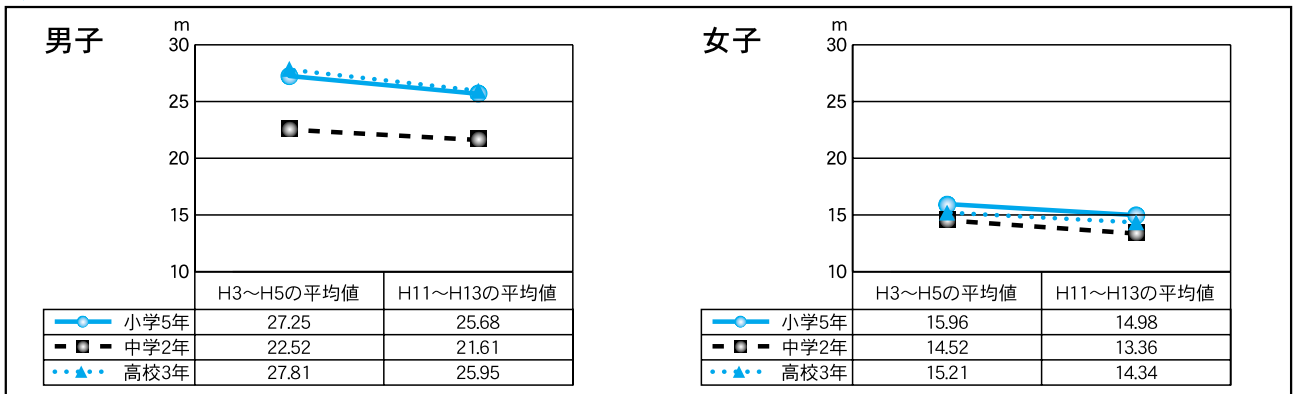 男子
m
30
25
20
15
10
H3～H5の平均値 H11～H13の平均値
小学5年 27.25 25.68
中学2年 22.52 21.61
高校3年 27.81 25.95
女子
m
30
25
20
15
10
H3～H5の平均値 H11～H13の平均値
小学5年 15.96 14.98
中学2年 14.52 13.36
高校3年 15.21 14.34